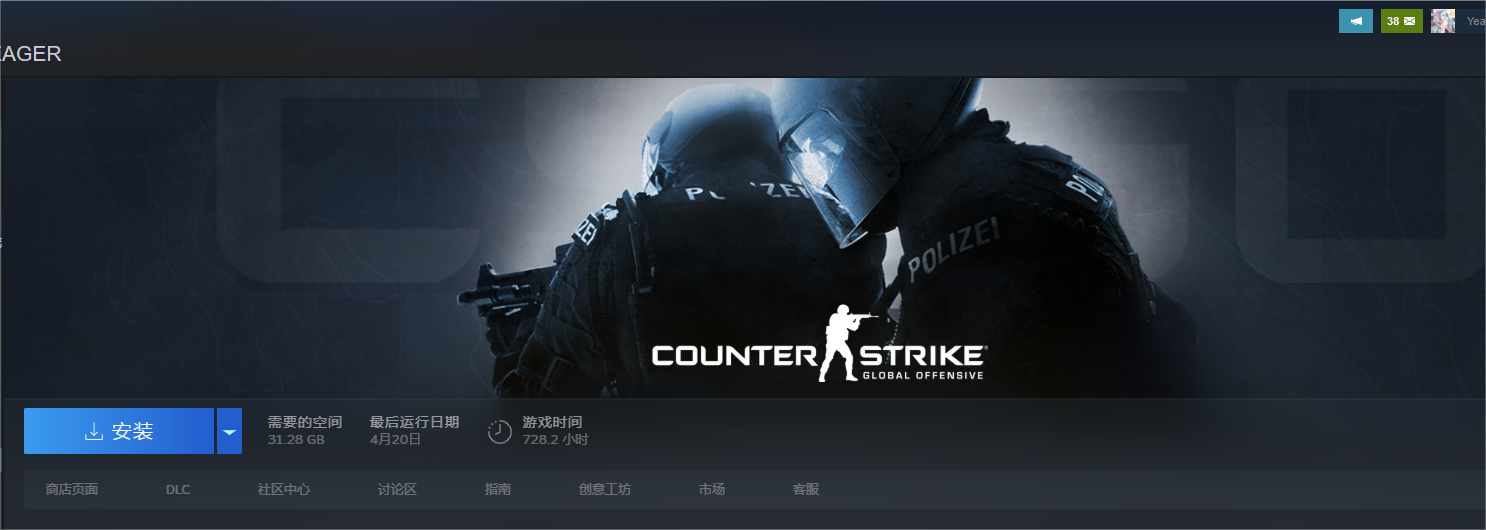 38
Yea
EAGER
POLIZEI
POLIZEI
COUNTER STRIKE
GLOBAL OFFENSIVE
安装
需要的空间
31.28 GB
最后运行日期
4月20日
游戏时间
728.2 小时
商店页面
DLC
社区中心
讨论区
指南
创意工坊
市场
客服